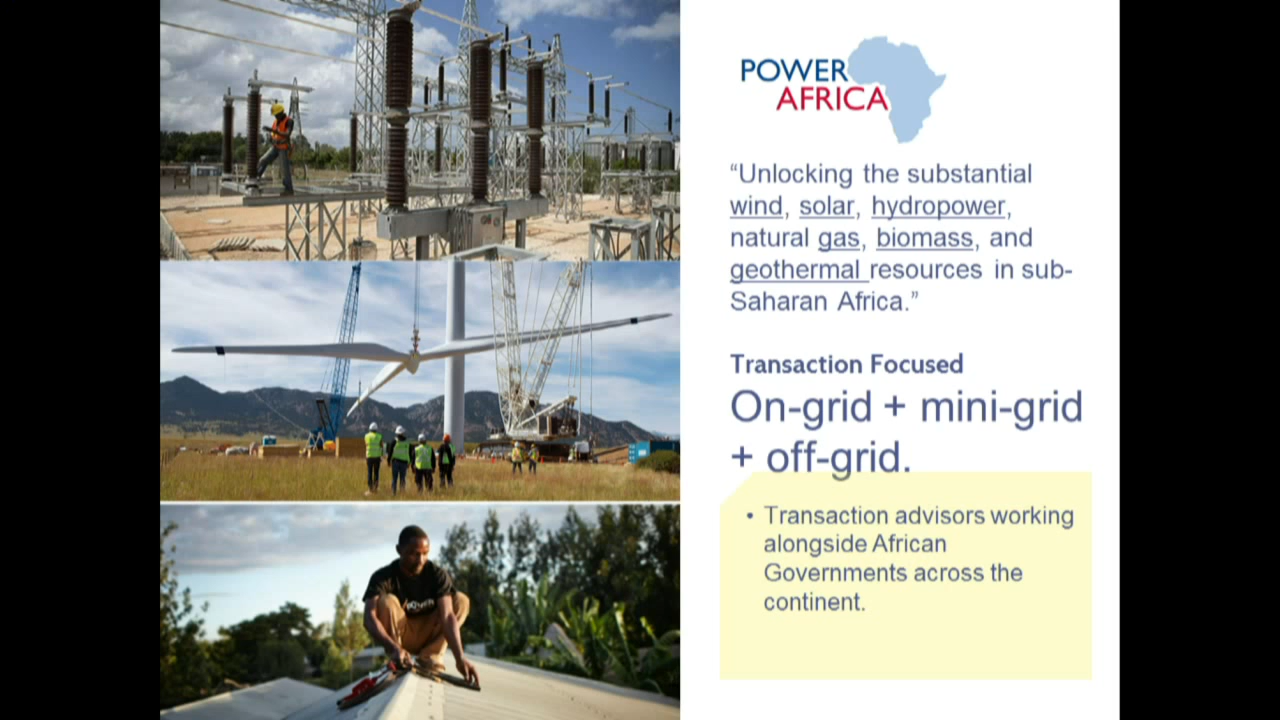 POWER
AFRICA
“Unlocking the substantial
wind, solar, hydropower,
natural gas, biomass, and
geothermal resources in sub-
Saharan Africa.”
Transaction Focused
On-grid + mini-grid
+ off-grid.
• Transaction advisors working
alongside African
Governments across the
continent.
POWER